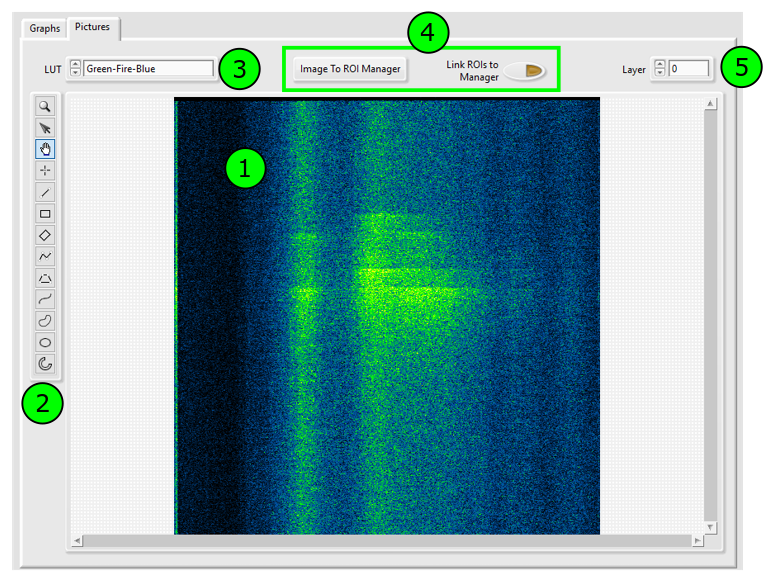 Graphs
Pictures
4
LUT
Green-Fire-Blue
3
Image To ROI Manager
Link ROIs to
Manager
Layer
0
5
1
2